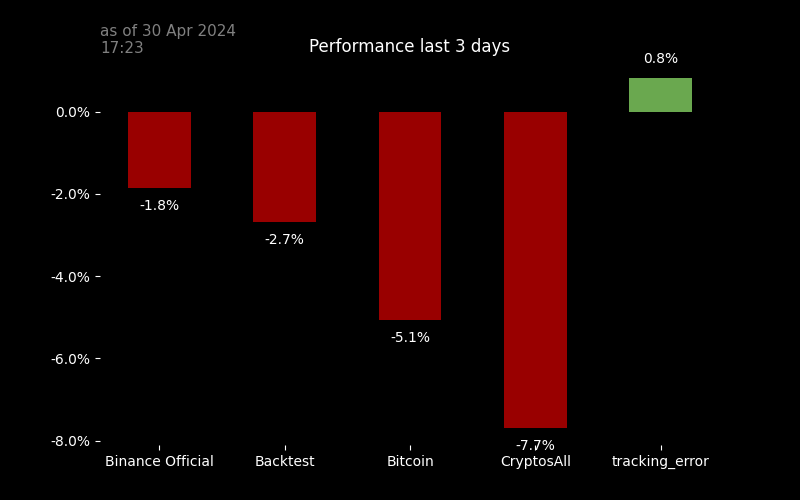 as of 30 Apr 2024
17:23
Performance last 3 days
0.8%
0.0%
-2.0%
-1.8%
-2.7%
-4.0%
-5.1%
-6.0%
-8.0%
-7.7%
Binance Official
Backtest
Bitcoin
CryptosAll
tracking_error